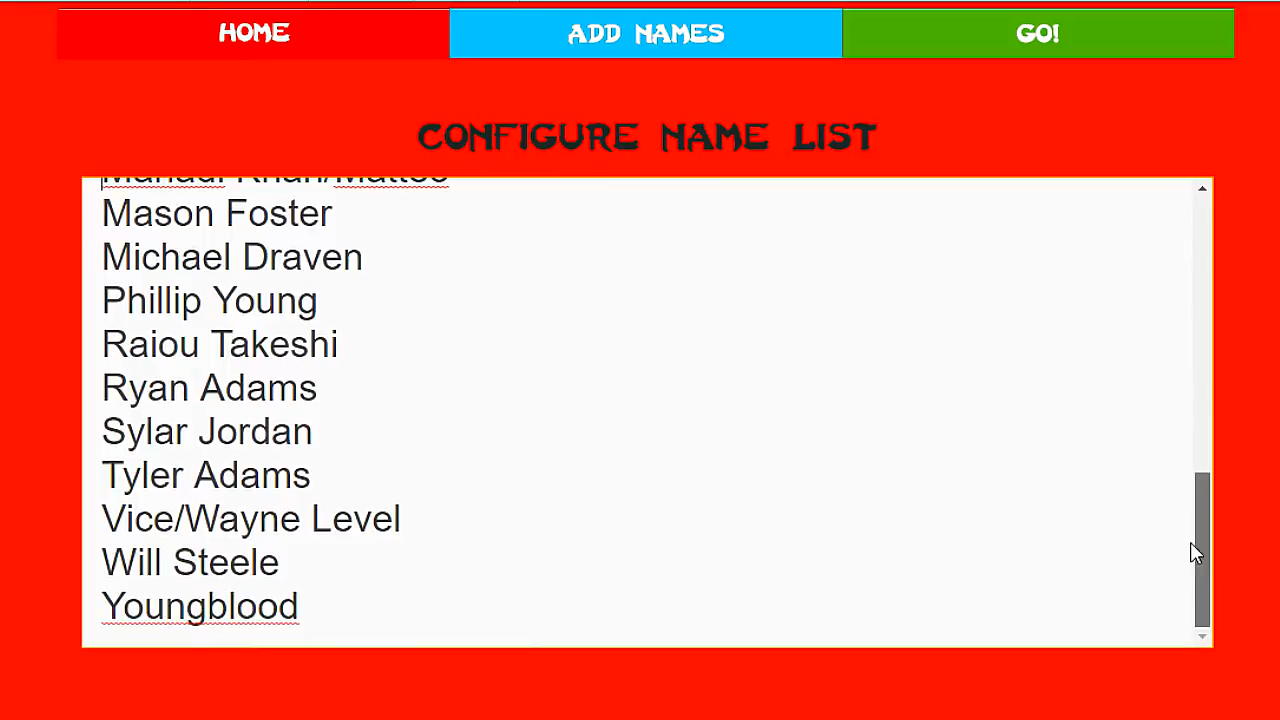 HOME
ADD NAMES
GO!
CONFIGURE NAME LIST
Mason Foster
Michael Draven
Phillip Young
Raiou Takeshi
Ryan Adams
Sylar Jordan
Tyler Adams
Vice/Wayne Level
Will Steele
Youngblood